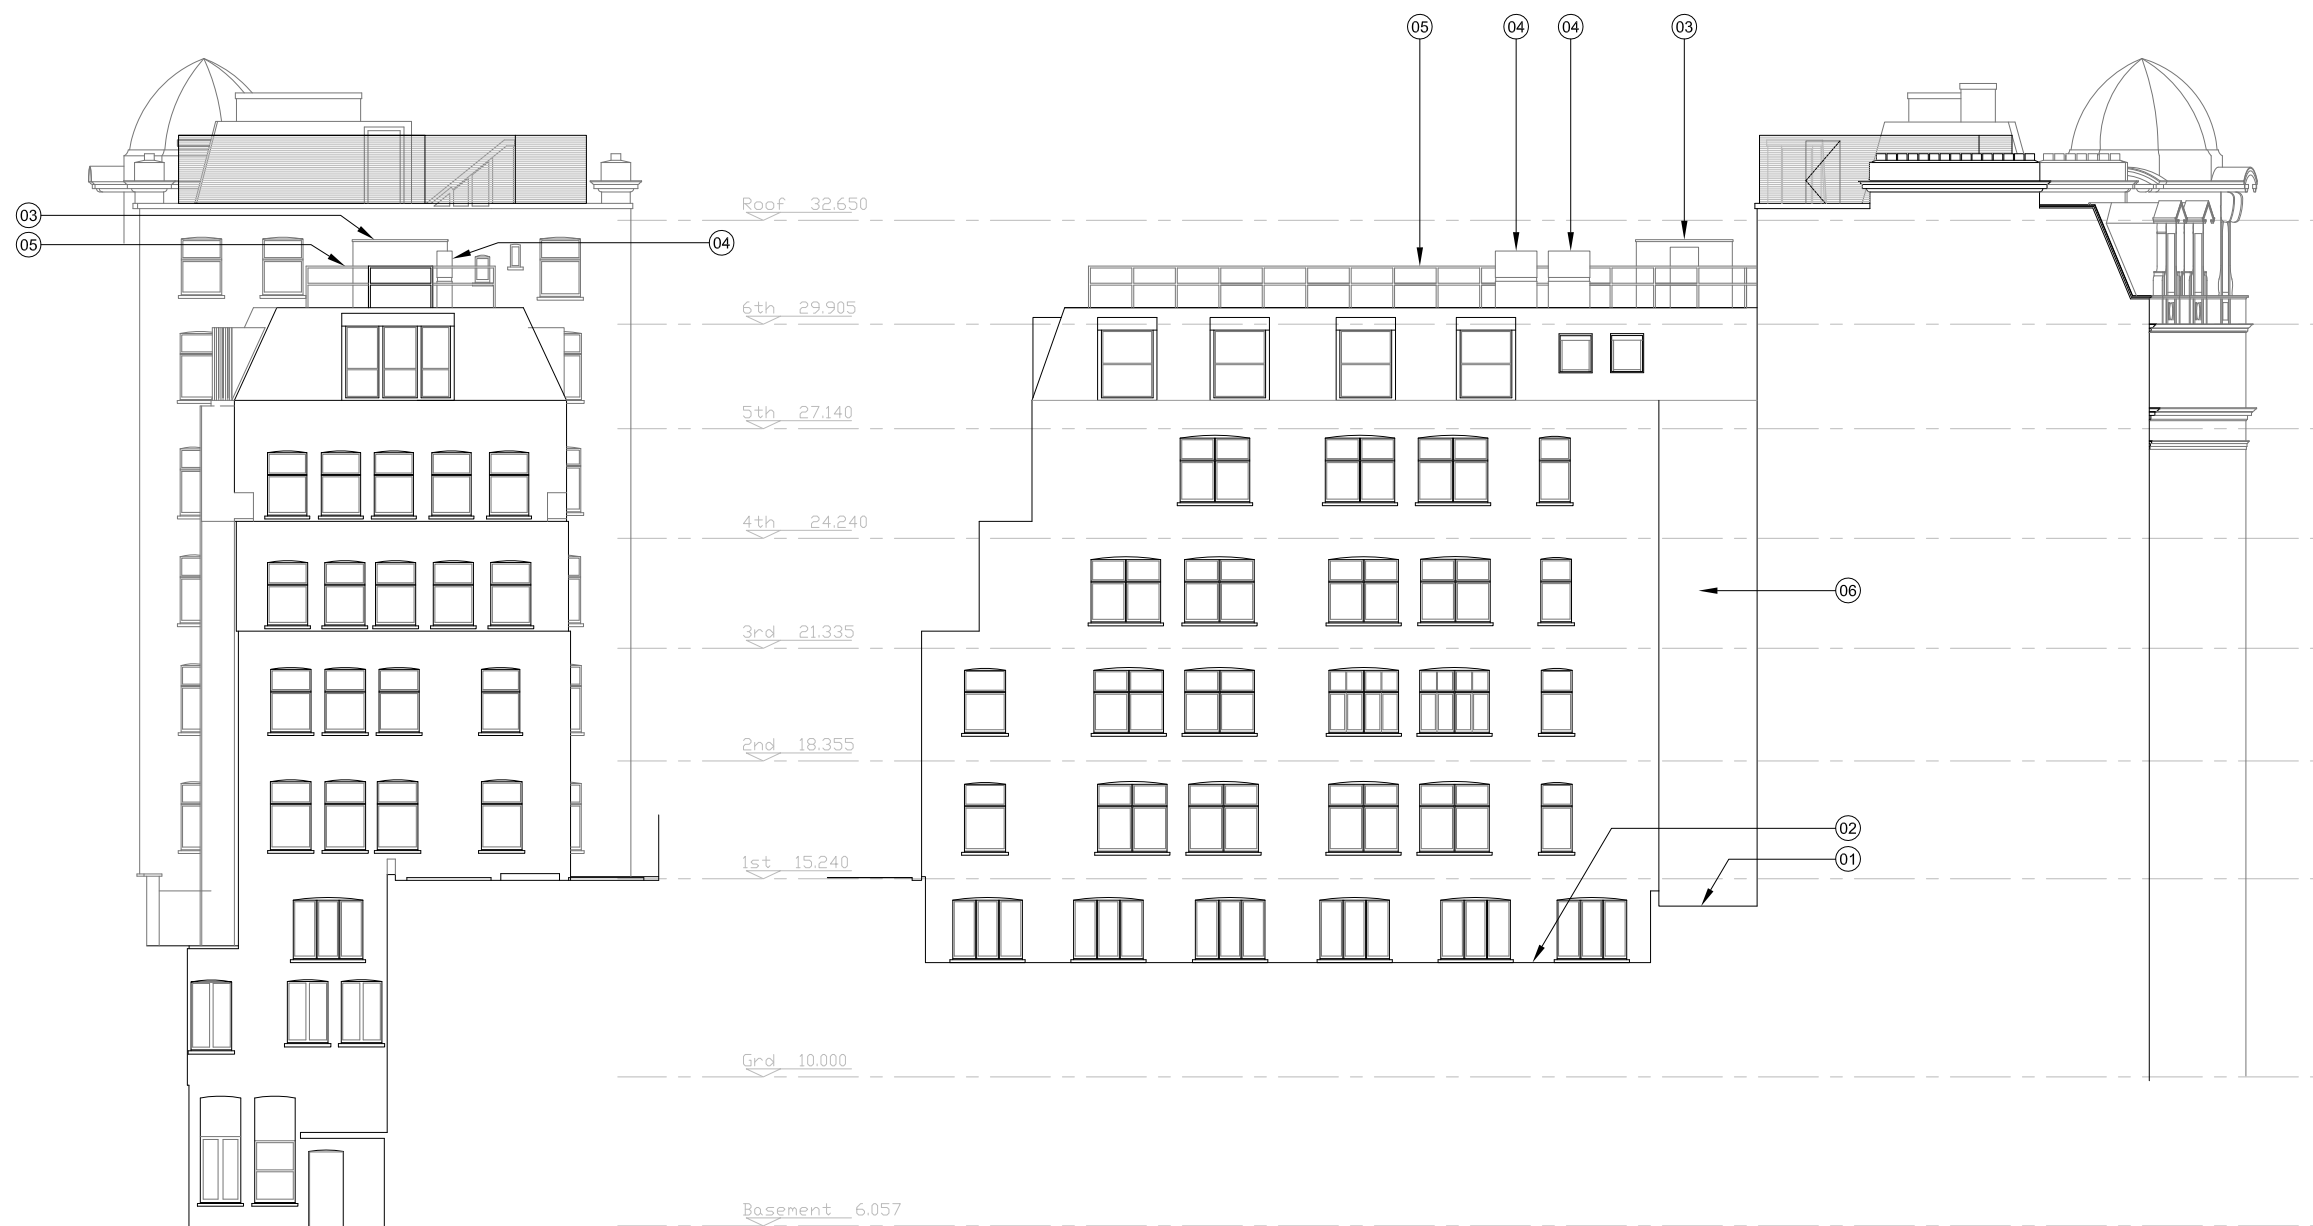 05 04 04 03
Roof 32.650
03
05
04
6th 29.905
5th 27.140
4th 24.240
06
3rd 21.335
2nd 18.355
02
1st 15.240
01
Grd 10.000
Basement 6.057